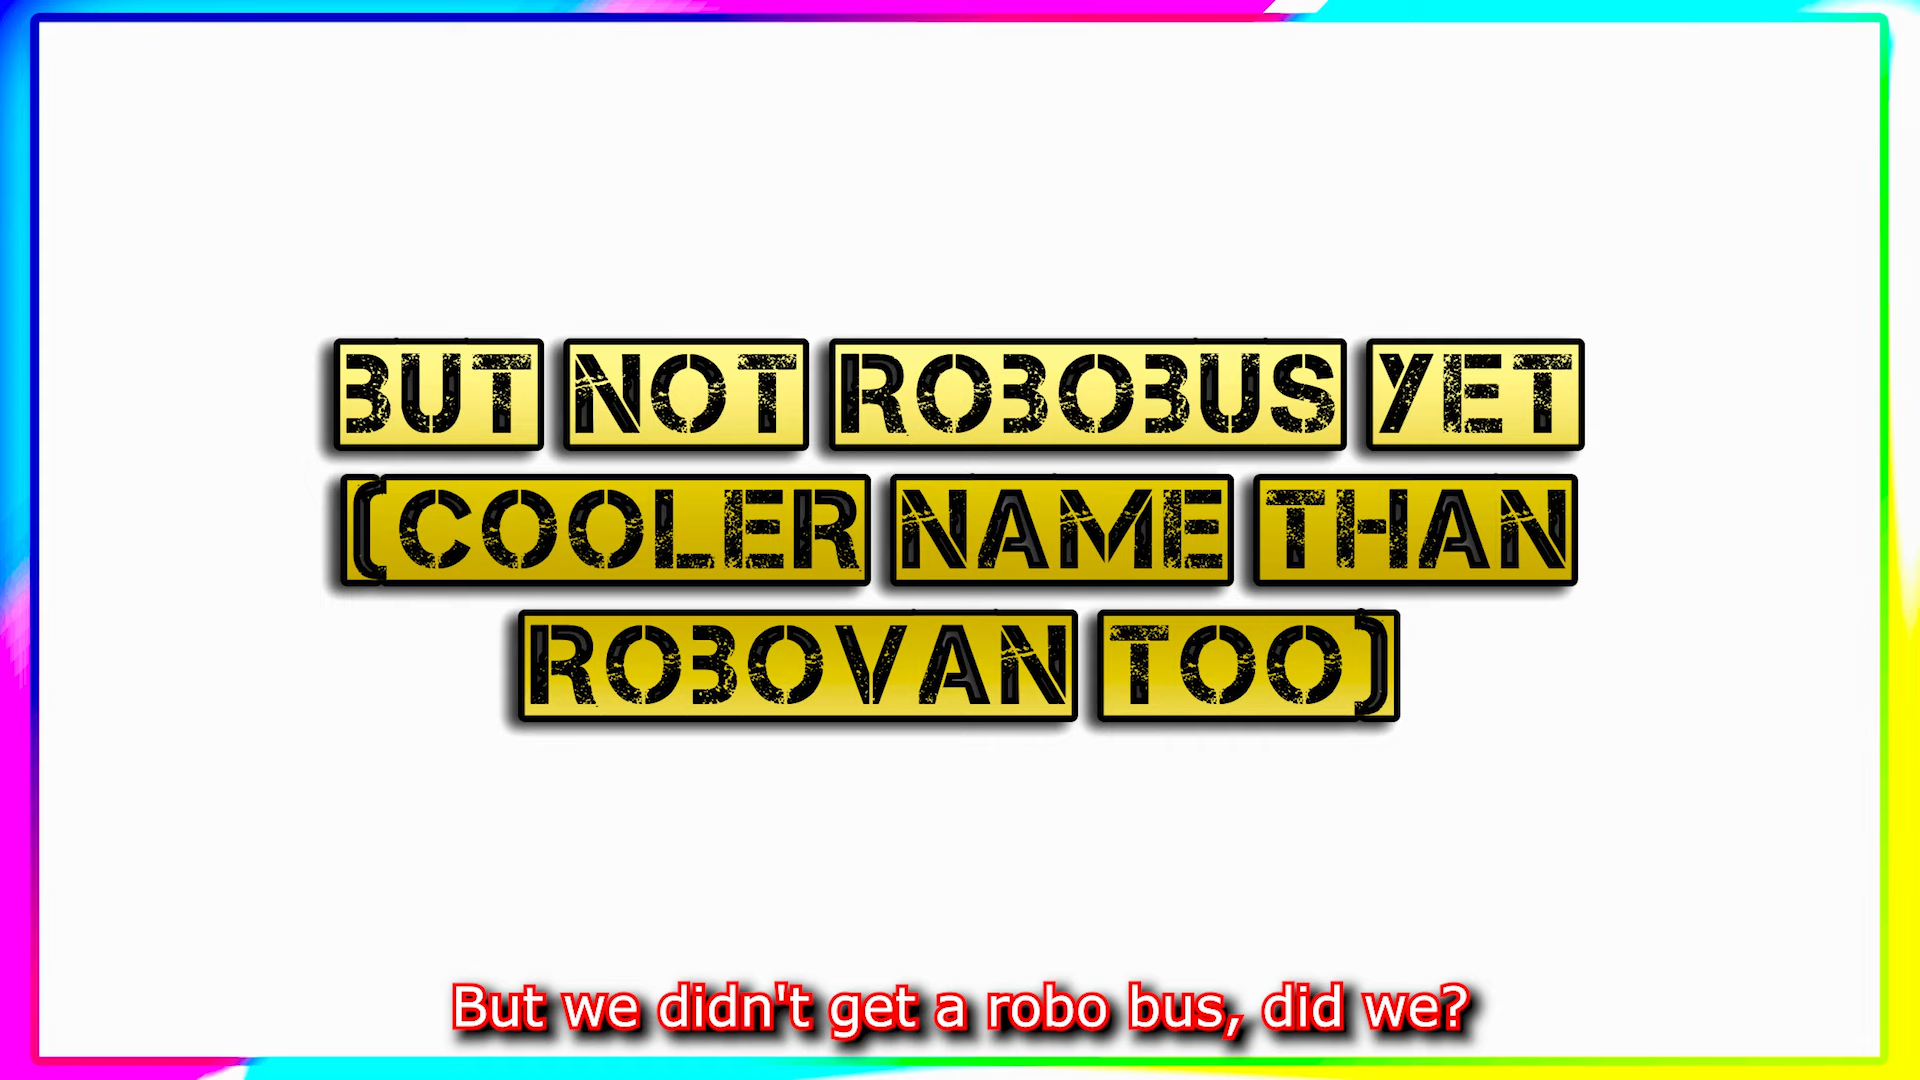 BUT NOT ROBOBUS YET
(COOLER NAME THAN
ROBOVAN TOO)
But we didn't get a robo bus, did we?